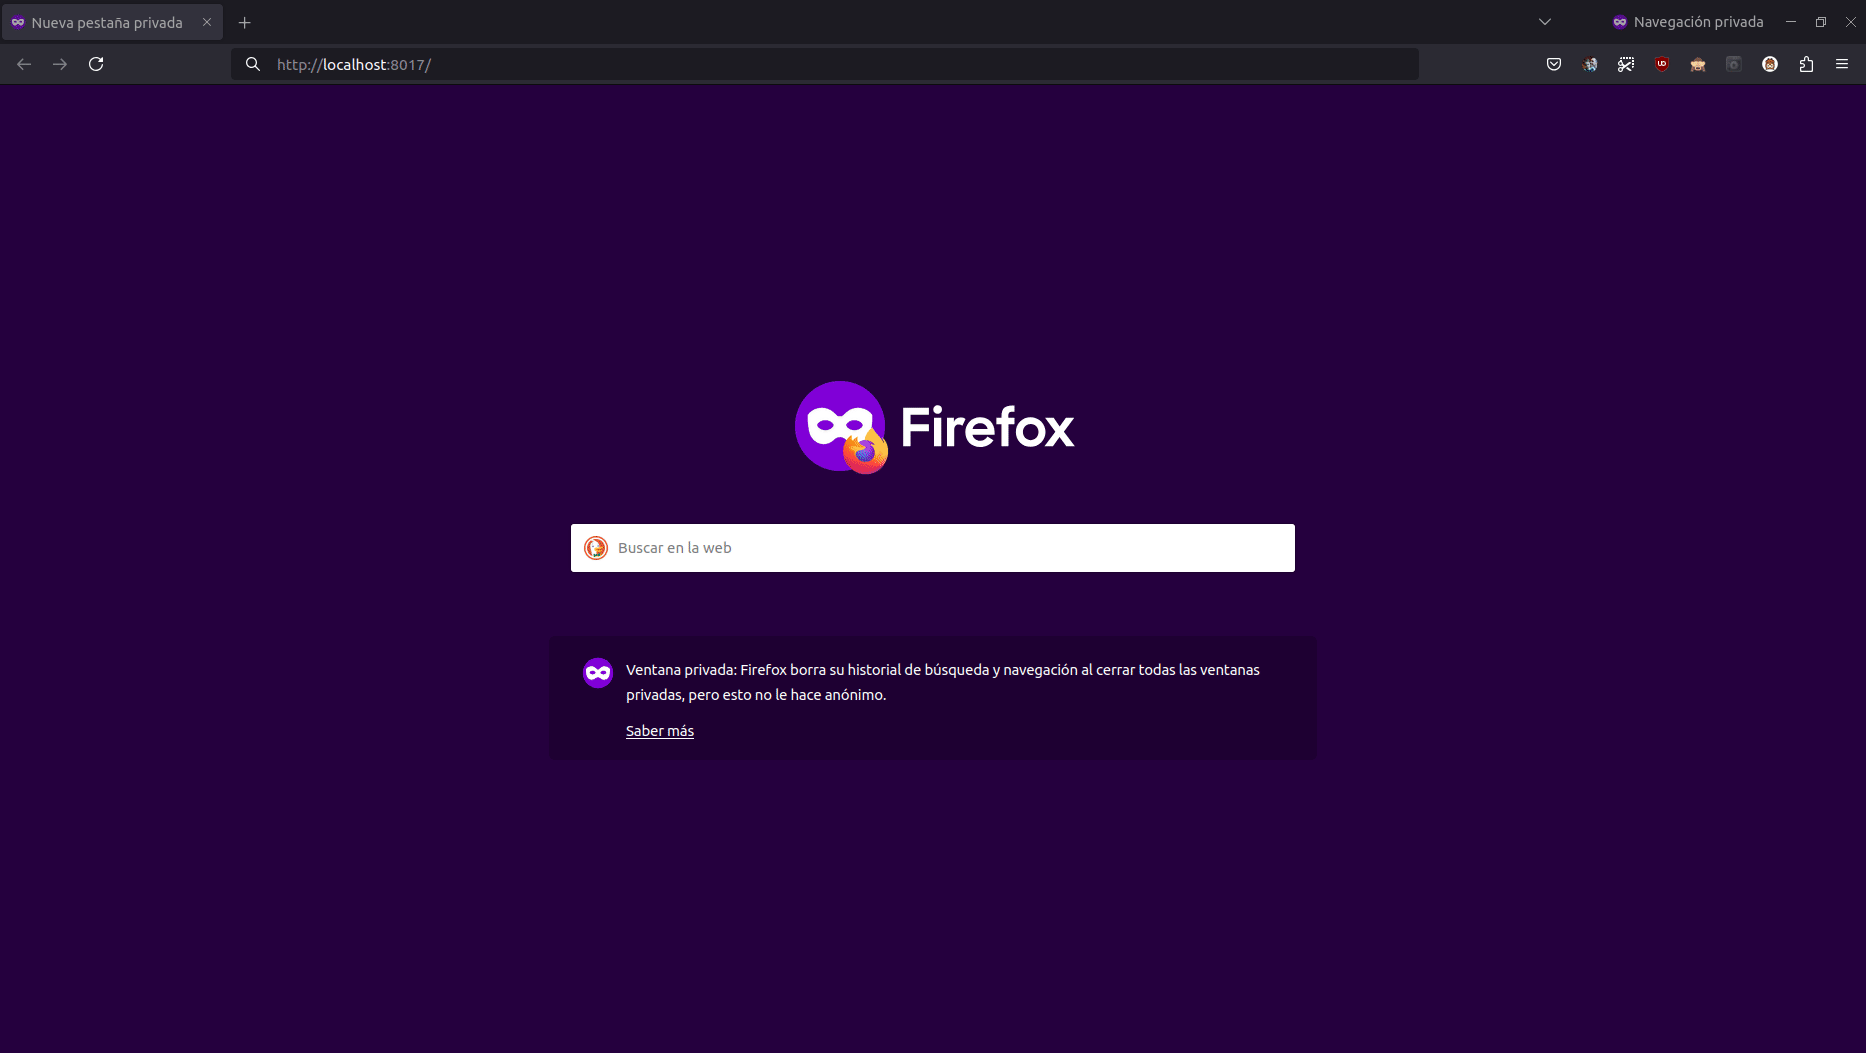 Nueva pestaña privada
Navegación privada
http://localhost:8017/
Firefox
Buscar en la web
Ventana privada: Firefox borra su historial de búsqueda y navegación al cerrar todas las ventanas
privadas, pero esto no le hace anónimo.
Saber más